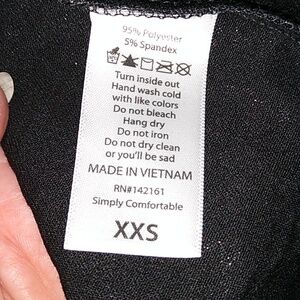 95% Polyester
5% Spandex
Turn inside out
Hand wash cold
with like colors
Do not bleach
Hang dry
Do not iron
Do not dry clean
or you'll be sad
MADE IN VIETNAM
RN#142161
Simply Comfortable
XXS